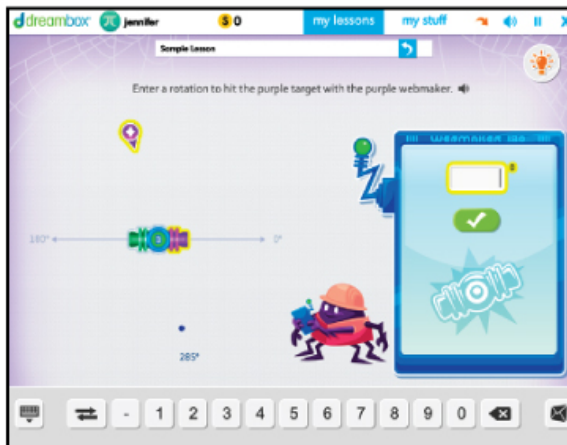 dreambox jennifer $ 0 my lessons my stuff
Sample Lesson
Enter a rotation to hit the purple target with the purple webmaker.
180° 0°
285°
- 1 2 3 4 5 6 7 8 9 0